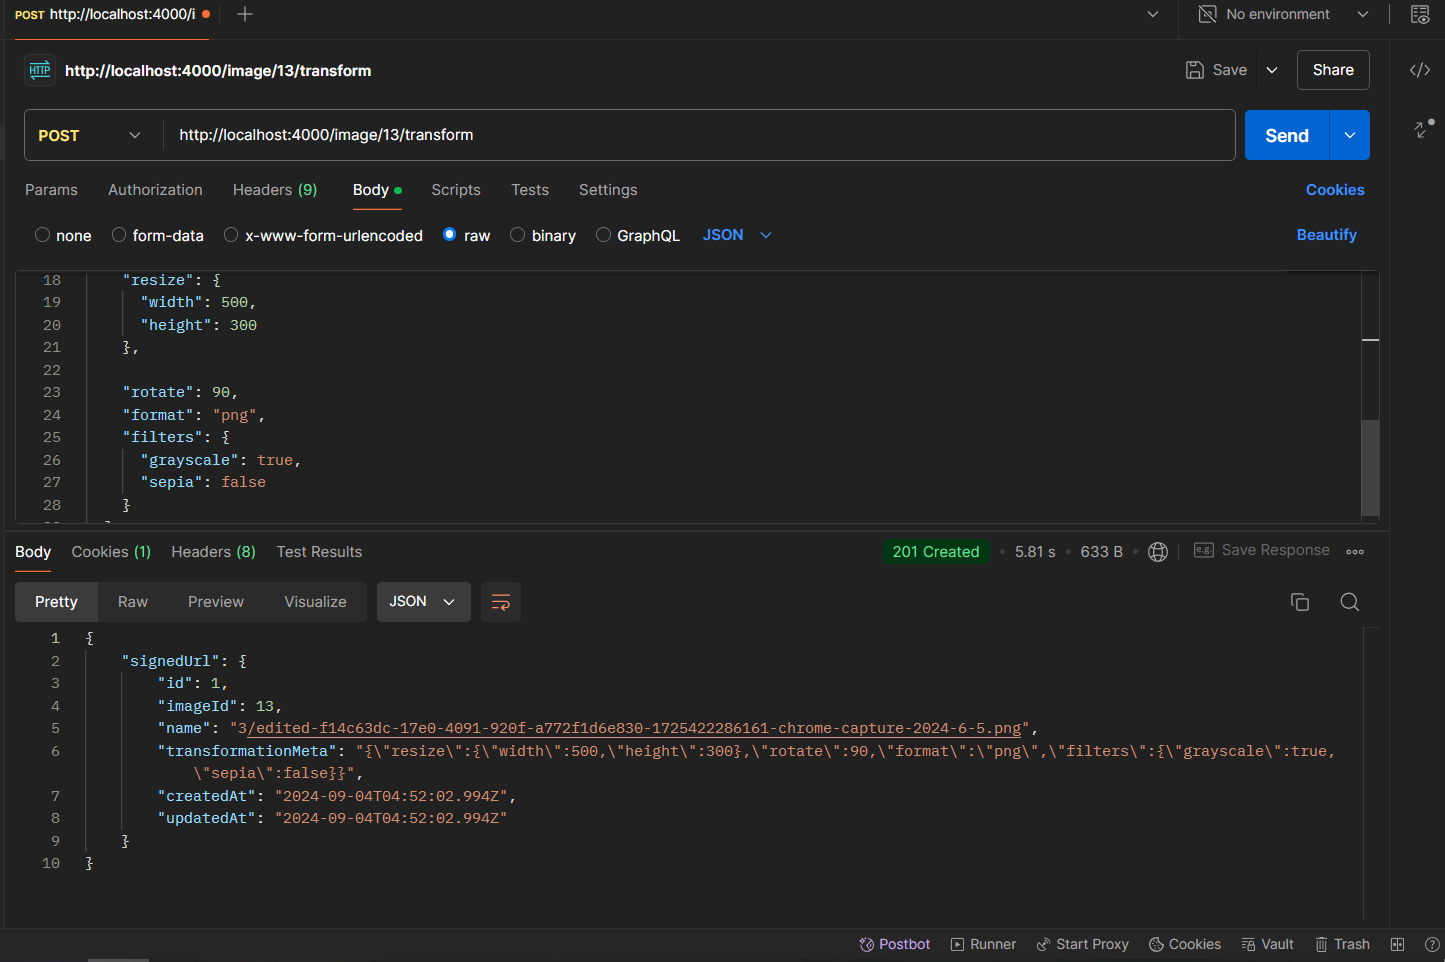 POST http://localhost:4000/i
No environment
HTTP http://localhost:4000/image/13/transform
Save
Share
POST http://localhost:4000/image/13/transform
Send
Params Authorization Headers (9) Body Scripts Tests Settings Cookies
none form-data x-www-form-urlencoded raw binary GraphQL JSON Beautify
18 "resize": {
19 "width": 500,
20 "height": 300
21 },
22
23 "rotate": 90,
24 "format": "png",
25 "filters": {
26 "grayscale": true,
27 "sepia": false
28 }
Body Cookies (1) Headers (8) Test Results 201 Created 5.81 s 633 B e.g. Save Response
Pretty Raw Preview Visualize JSON
1 {
2 "signedUrl": {
3 "id": 1,
4 "imageId": 13,
5 "name": "3/edited-f14c63dc-17e0-4091-920f-a772f1d6e830-1725422286161-chrome-capture-2024-6-5.png",
6 "transformationMeta": "{\"resize\":{\"width\":500,\"height\":300},\"rotate\":90,\"format\":\"png\",\"filters\":{\"grayscale\":true,
\"sepia\":false}}",
7 "createdAt": "2024-09-04T04:52:02.994Z",
8 "updatedAt": "2024-09-04T04:52:02.994Z"
9 }
10 }
Postbot Runner Start Proxy Cookies Vault Trash